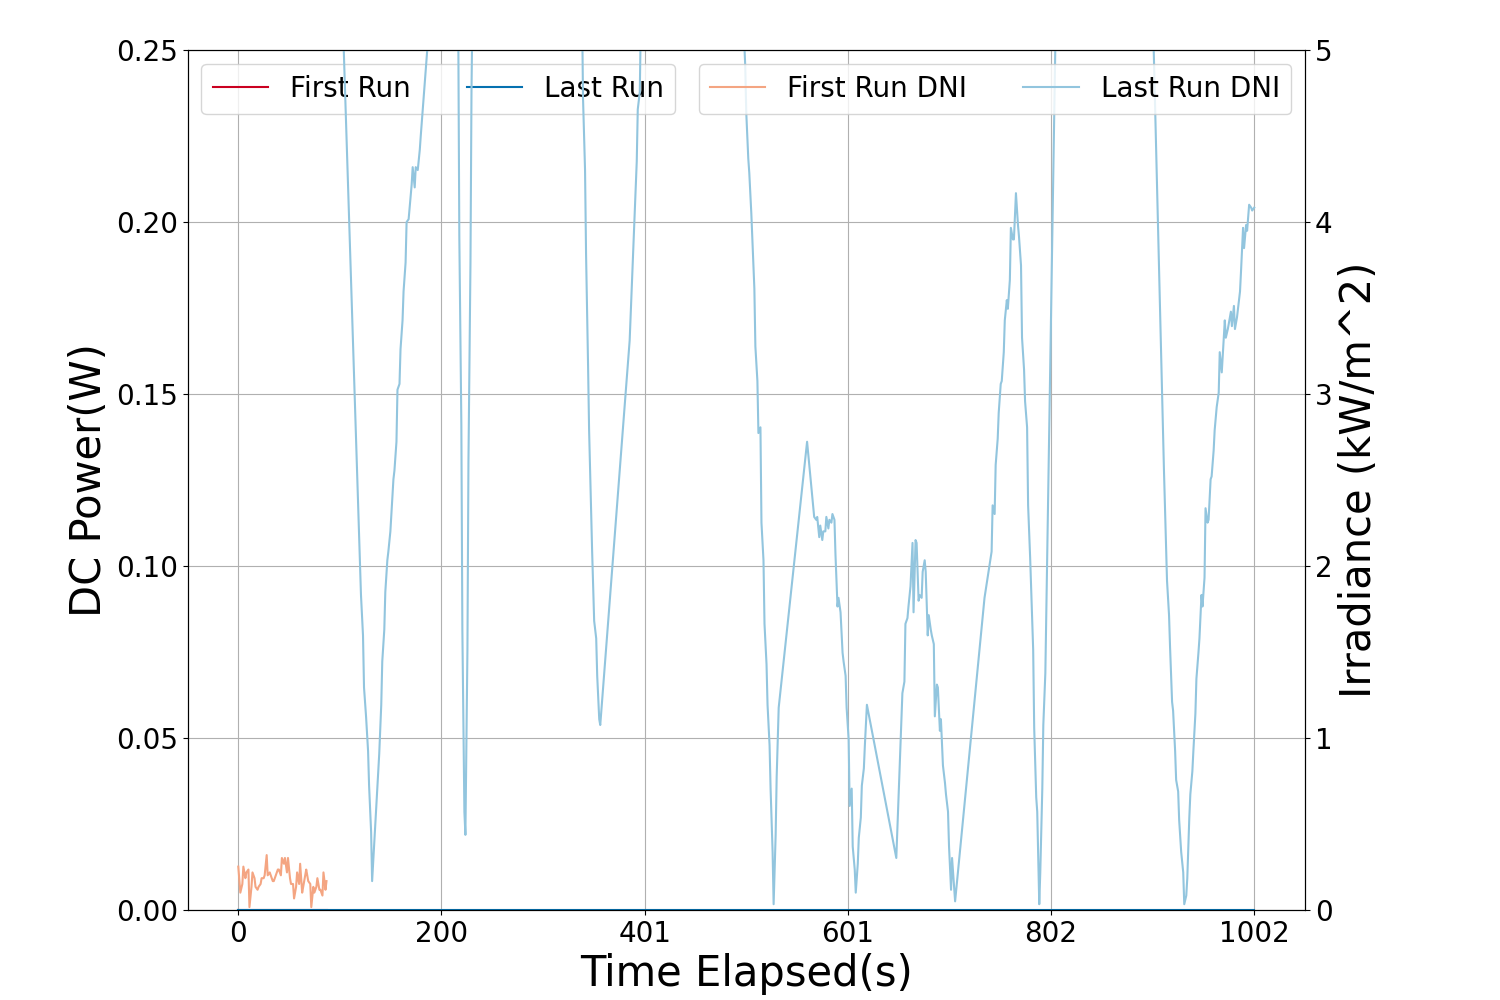 First Run Last Run First Run DNI Last Run DNI
0.25
0.20
0.15
0.10
0.05
0.00
DC Power(W)
5
4
3
2
1
0
Irradiance (kW/m^2)
0 200 401 601 802 1002
Time Elapsed(s)